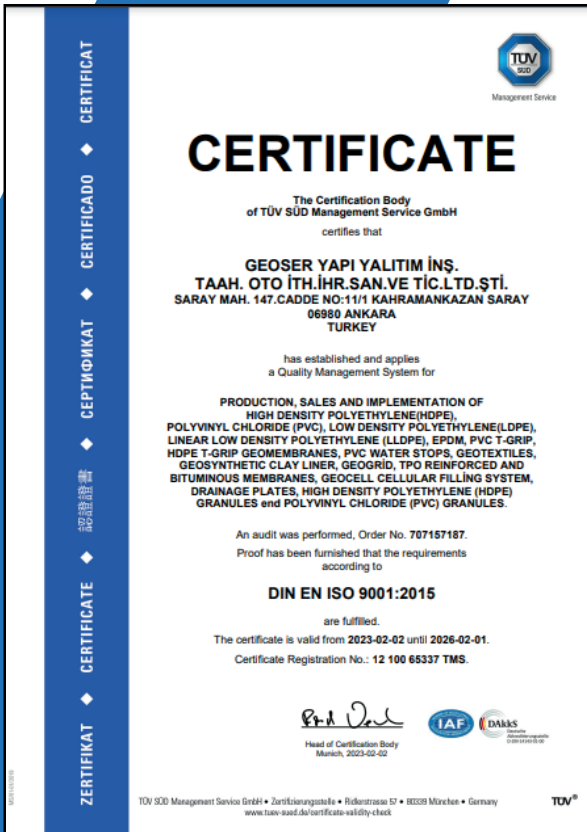 TÜV
SÜD
Management Service
CERTIFICATE
The Certification Body
of TÜV SÜD Management Service GmbH
certifies that
GEOSER YAPI YALITIM İNŞ.
TAAH. OTO İTH.İHR.SAN.VE TİC.LTD.ŞTİ.
SARAY MAH. 147.CADDE NO:11/1 KAHRAMANKAZAN SARAY
06980 ANKARA
TURKEY
has established and applies
a Quality Management System for
PRODUCTION, SALES AND IMPLEMENTATION OF
HIGH DENSITY POLYETHYLENE(HDPE),
POLYVINYL CHLORIDE (PVC), LOW DENSITY POLYETHYLENE(LDPE),
LINEAR LOW DENSITY POLYETHYLENE (LLDPE), EPDM, PVC T-GRIP,
HDPE T-GRIP GEOMEMBRANES, PVC WATER STOPS, GEOTEXTILES,
GEOSYNTHETIC CLAY LINER, GEOGRİD, TPO REINFORCED AND
BITUMINOUS MEMBRANES, GEOCELL CELLULAR FILLING SYSTEM,
DRAINAGE PLATES, HIGH DENSITY POLYETHYLENE (HDPE)
GRANULES end POLYVINYL CHLORIDE (PVC) GRANULES.
An audit was performed, Order No. 707157187.
Proof has been furnished that the requirements
according to
DIN EN ISO 9001:2015
are fulfilled.
The certificate is valid from 2023-02-02 until 2026-02-01.
Certificate Registration No.: 12 100 65337 TMS.
Head of Certification Body
Munich, 2023-02-02
IAF
DAkkS
Deutsche
Akkreditierungsstelle
TÜV SÜD Management Service GmbH • Zertifizierungsstelle • Ridlerstrasse 57 • 80339 München • Germany
www.tuev-sued.de/certificate-validity-check
TÜV®
ZERTIFIKAT ◆ CERTIFICATE ◆ 認證證書 ◆ СЕРТИФИКАТ ◆ CERTIFICADO ◆ CERTIFICAT